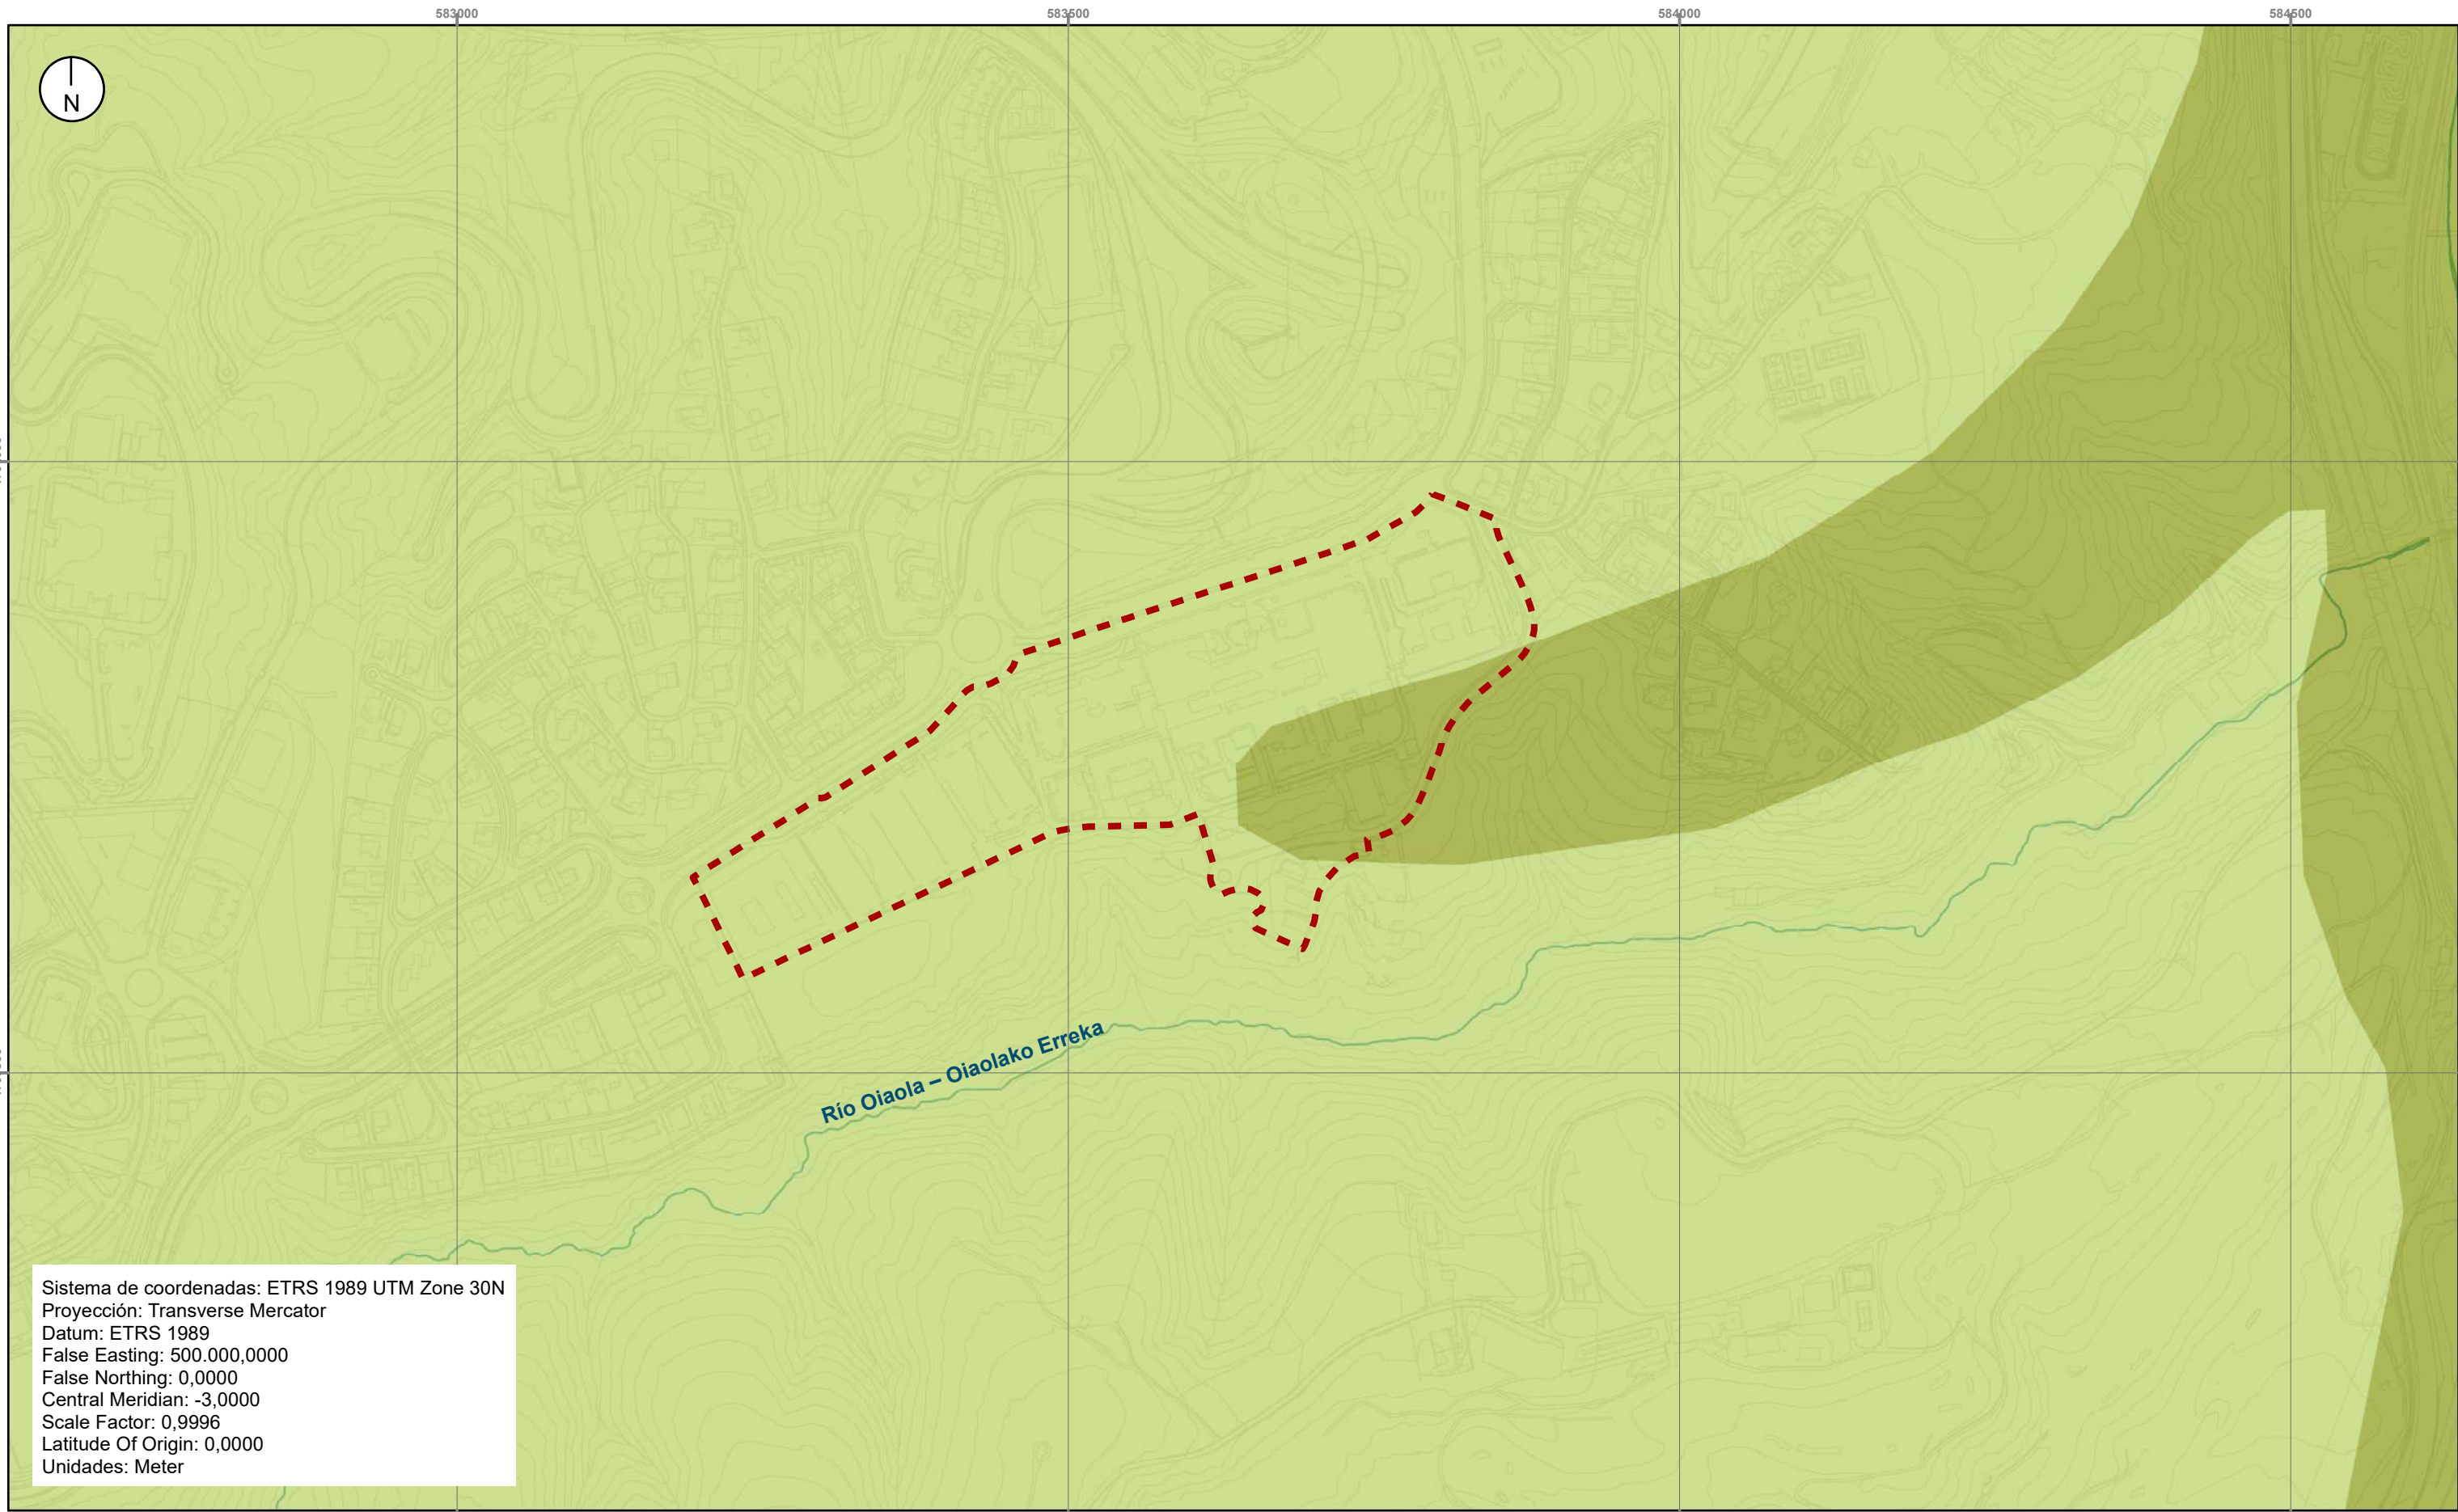 583000
583500
584000
584500
N
Río Oiaola – Oiaolako Erreka
Sistema de coordenadas: ETRS 1989 UTM Zone 30N
Proyección: Transverse Mercator
Datum: ETRS 1989
False Easting: 500.000,0000
False Northing: 0,0000
Central Meridian: -3,0000
Scale Factor: 0,9996
Latitude Of Origin: 0,0000
Unidades: Meter